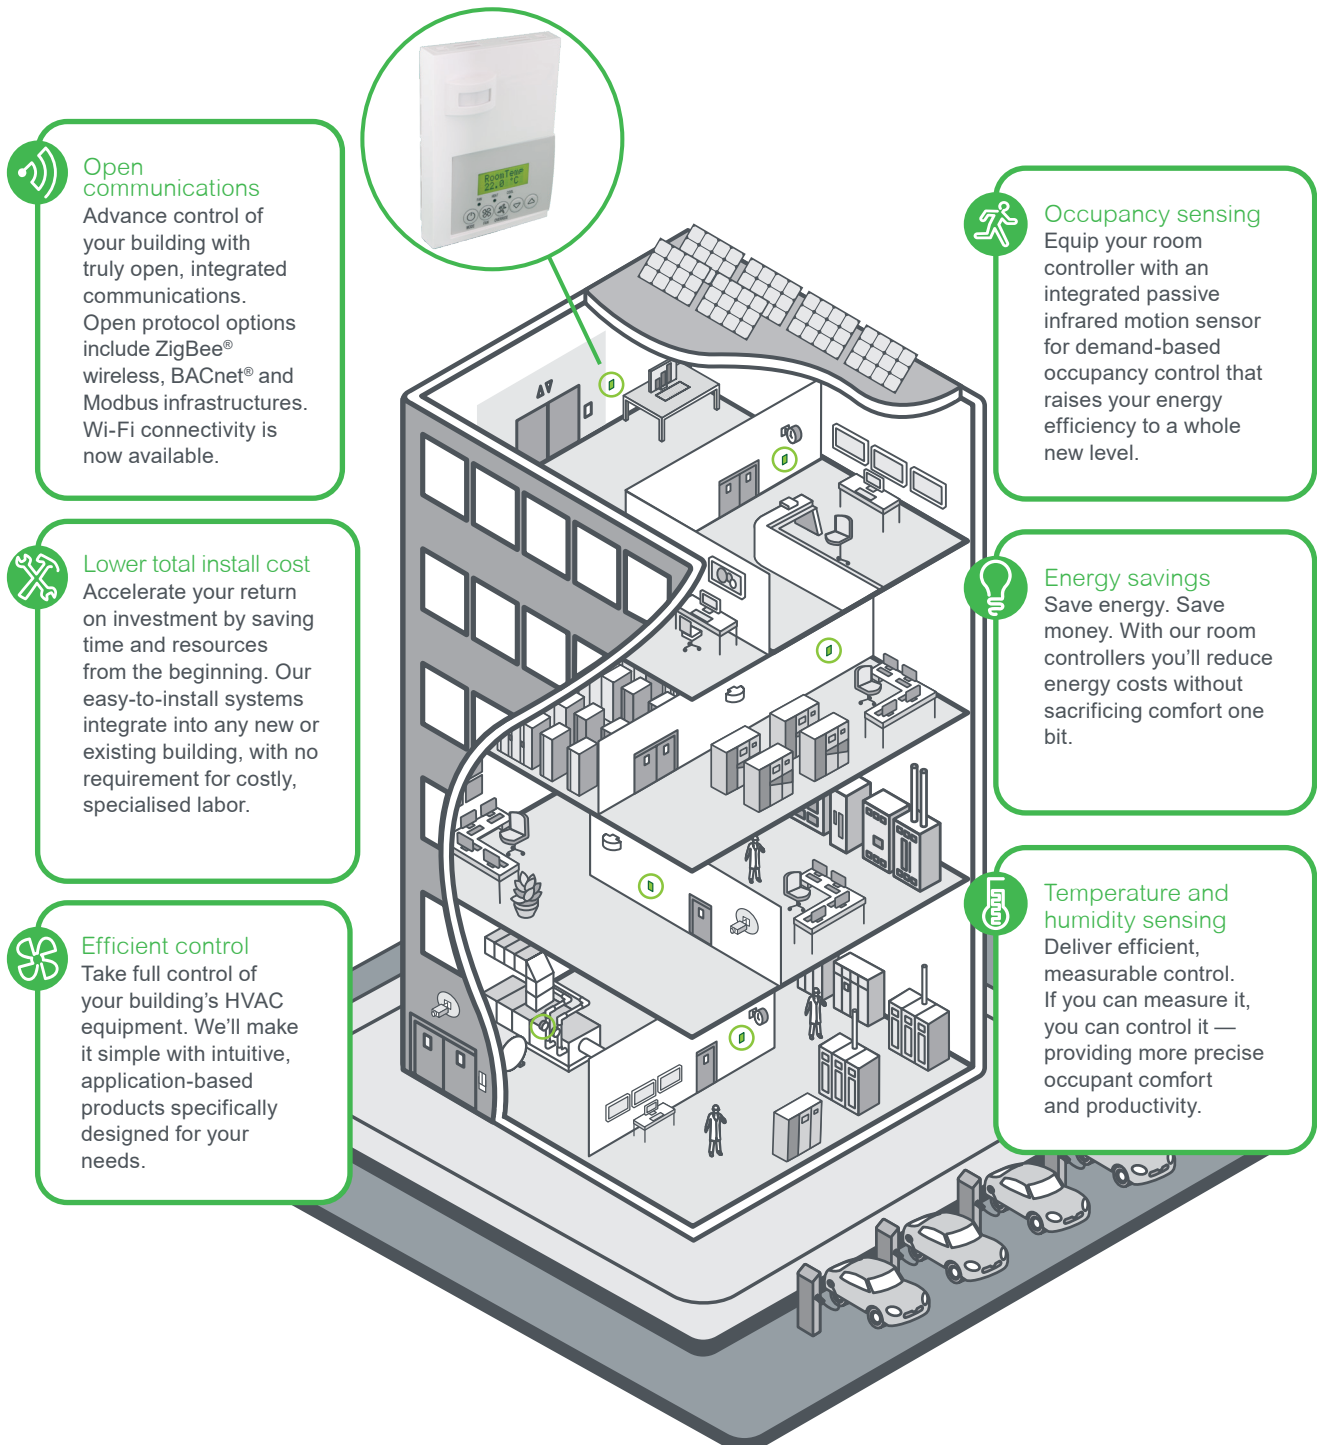 RoomTemp
22.0 °C
Open
communications
Advance control of
your building with
truly open, integrated
communications.
Open protocol options
include ZigBee®
wireless, BACnet® and
Modbus infrastructures.
Wi-Fi connectivity is
now available.
Lower total install cost
Accelerate your return
on investment by saving
time and resources
from the beginning. Our
easy-to-install systems
integrate into any new or
existing building, with no
requirement for costly,
specialised labor.
Efficient control
Take full control of
your building’s HVAC
equipment. We’ll make
it simple with intuitive,
application-based
products specifically
designed for your
needs.
Occupancy sensing
Equip your room
controller with an
integrated passive
infrared motion sensor
for demand-based
occupancy control that
raises your energy
efficiency to a whole
new level.
Energy savings
Save energy. Save
money. With our room
controllers you’ll reduce
energy costs without
sacrificing comfort one
bit.
Temperature and
humidity sensing
Deliver efficient,
measurable control.
If you can measure it,
you can control it —
providing more precise
occupant comfort
and productivity.